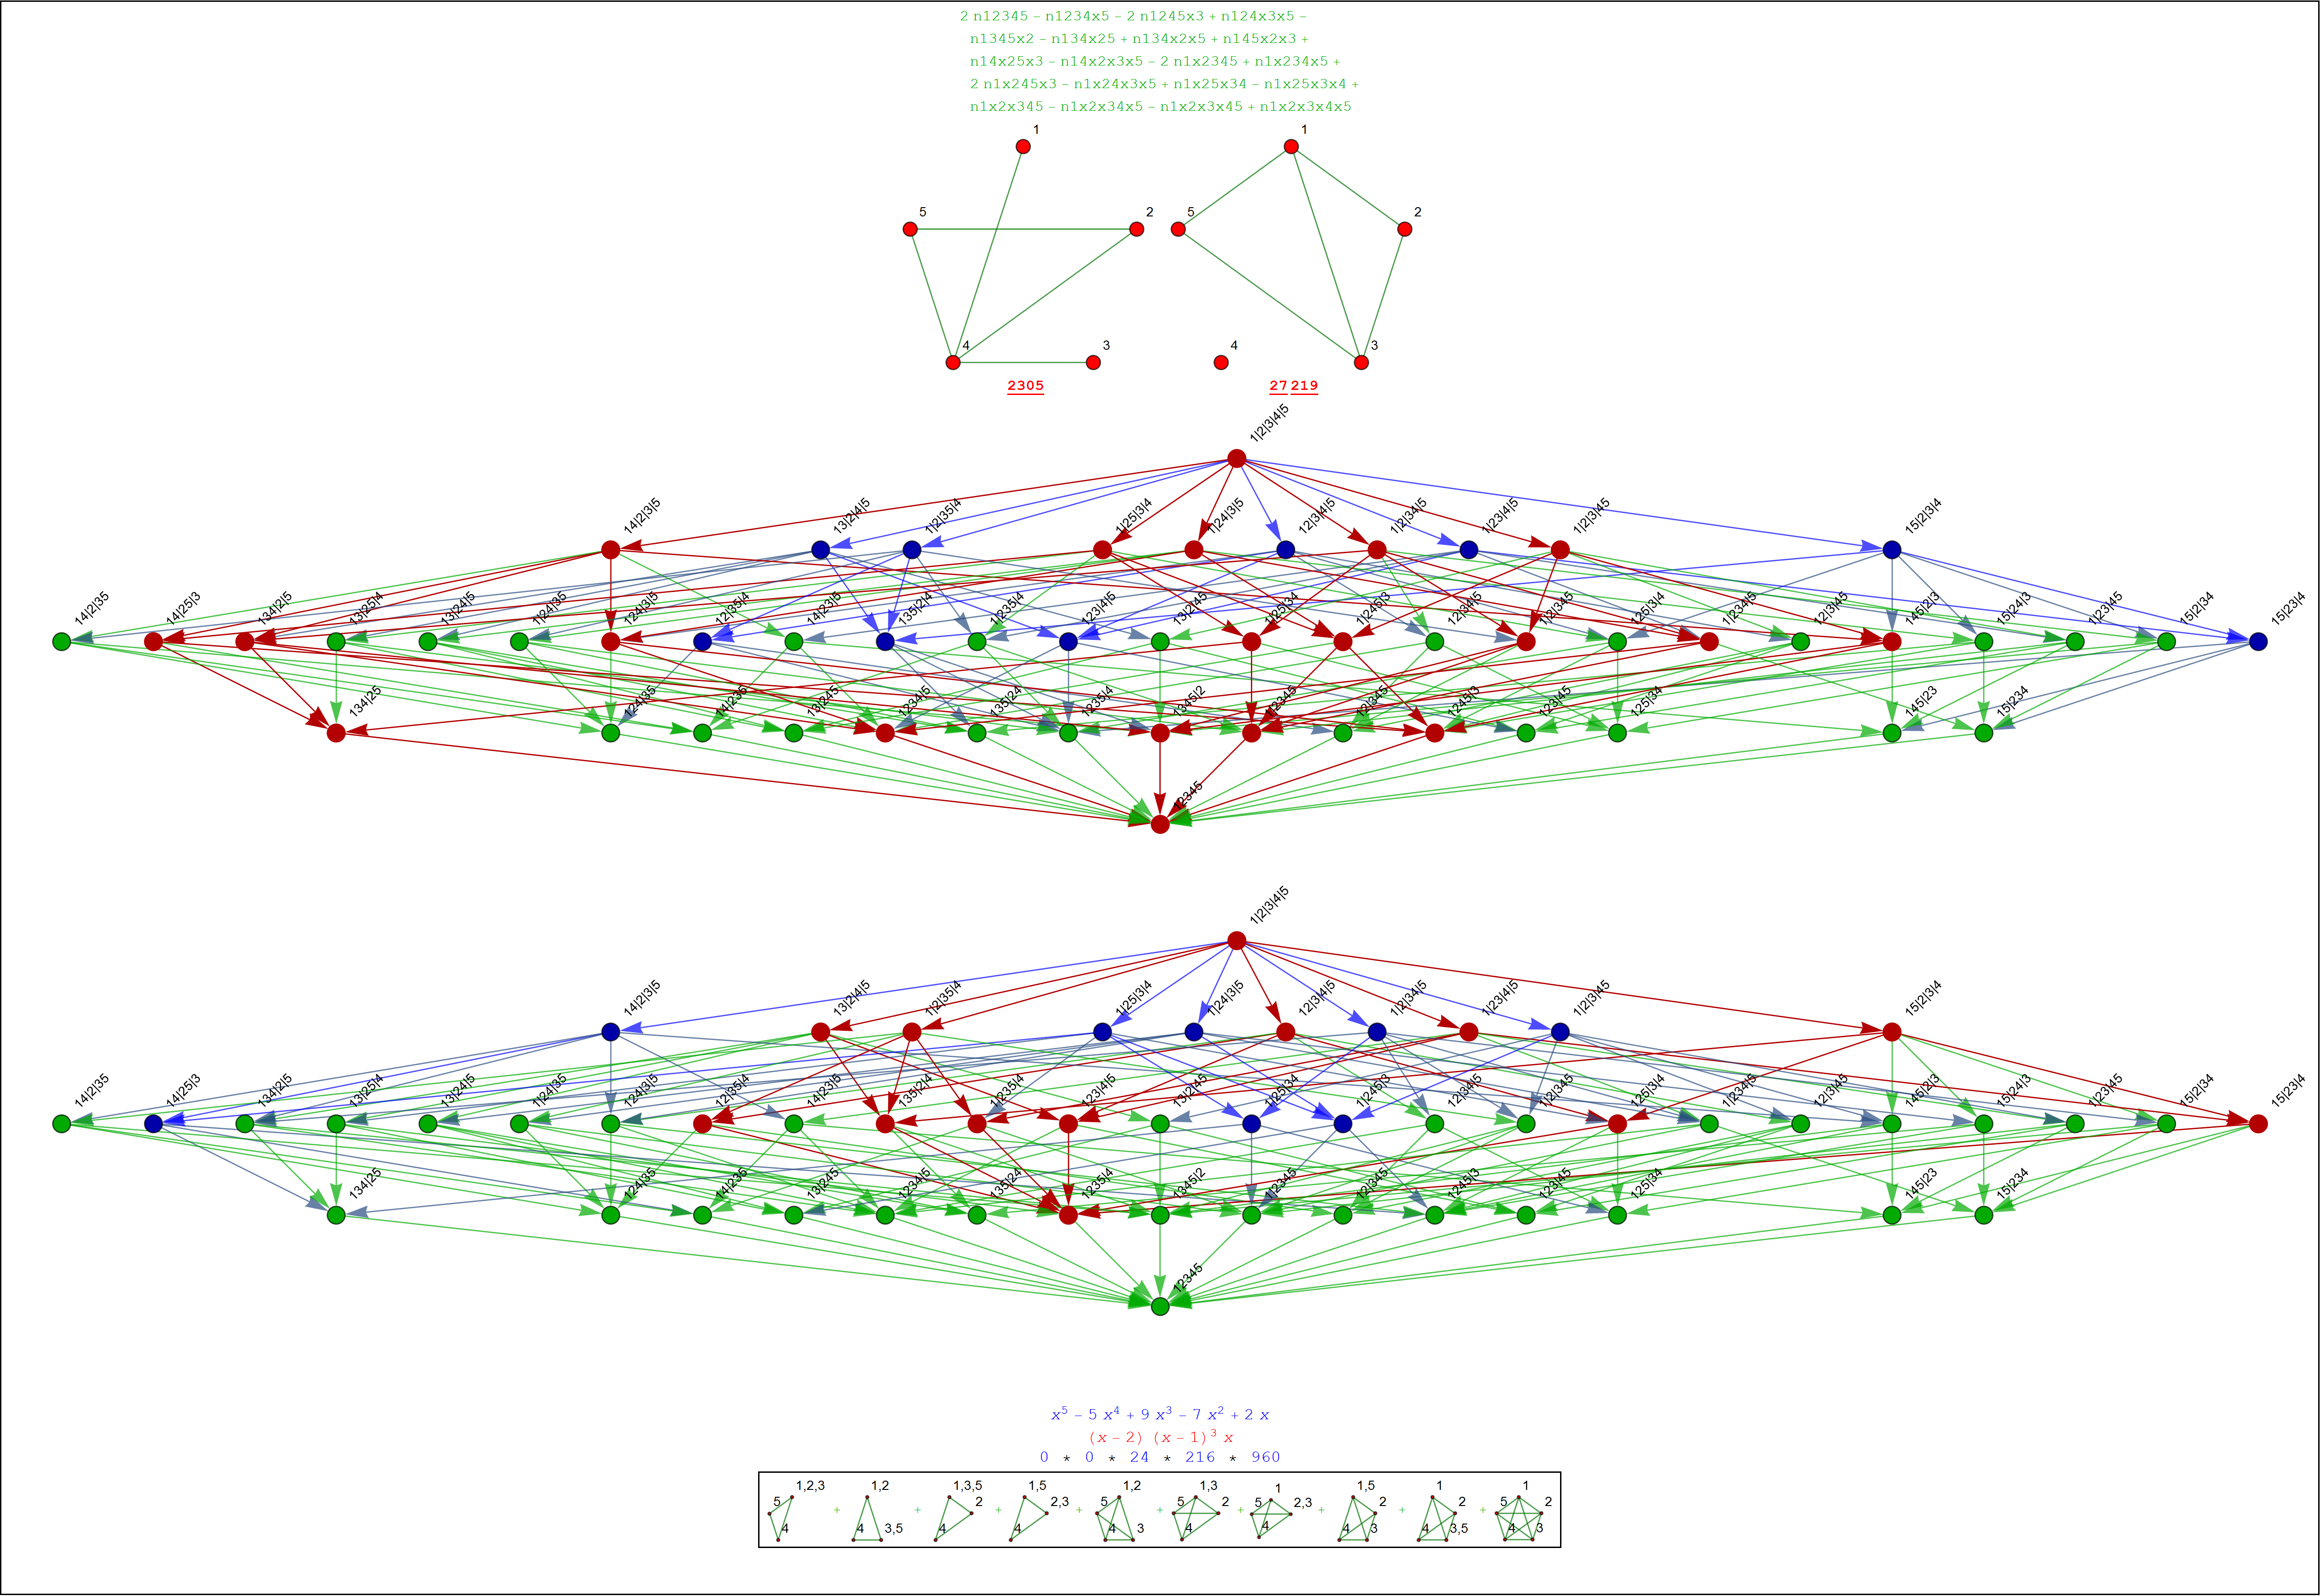 2 n12345 − n1234x5 − 2 n1245x3 + n124x3x5 −
n1345x2 − n134x25 + n134x2x5 + n145x2x3 +
n14x25x3 − n14x2x3x5 − 2 n1x2345 + n1x234x5 +
2 n1x245x3 − n1x24x3x5 + n1x25x34 − n1x25x3x4 +
n1x2x345 − n1x2x34x5 − n1x2x3x45 + n1x2x3x4x5
1 1
5 2 5 2
4 3 4 3
2305 27 219
1|2|3|4|5
14|2|3|5 13|2|4|5 1|2|35|4 1|25|3|4 1|24|3|5 12|3|4|5 1|2|34|5 1|23|4|5 1|2|3|45 15|2|3|4
14|2|35 14|25|3 134|2|5 13|25|4 13|24|5 1|24|35 124|3|5 12|35|4 14|23|5 135|2|4 1|235|4 123|4|5 13|2|45 1|25|34 1|245|3 12|34|5 1|2|345 125|3|4 1|234|5 12|3|45 145|2|3 15|24|3 1|23|45 15|2|34 15|23|4
134|25 124|35 14|235 13|245 1234|5 135|24 1235|4 1345|2 1|2345 12|345 1245|3 123|45 125|34 145|23 15|234
12345
1|2|3|4|5
14|2|3|5 13|2|4|5 1|2|35|4 1|25|3|4 1|24|3|5 12|3|4|5 1|2|34|5 1|23|4|5 1|2|3|45 15|2|3|4
14|2|35 14|25|3 134|2|5 13|25|4 13|24|5 1|24|35 124|3|5 12|35|4 14|23|5 135|2|4 1|235|4 123|4|5 13|2|45 1|25|34 1|245|3 12|34|5 1|2|345 125|3|4 1|234|5 12|3|45 145|2|3 15|24|3 1|23|45 15|2|34 15|23|4
134|25 124|35 14|235 13|245 1234|5 135|24 1235|4 1345|2 1|2345 12|345 1245|3 123|45 125|34 145|23 15|234
12345
x⁵ − 5 x⁴ + 9 x³ − 7 x² + 2 x
(x − 2) (x − 1)³ x
0 * 0 * 24 * 216 * 960
1,2,3 5 4 + 1,2 4 3,5 + 1,3,5 2 4 + 1,5 2,3 4 + 1,2 5 4 3 + 1,3 5 2 4 + 1 5 2,3 4 + 1,5 2 4 3 + 1 2 4 3,5 + 1 5 2 4 3